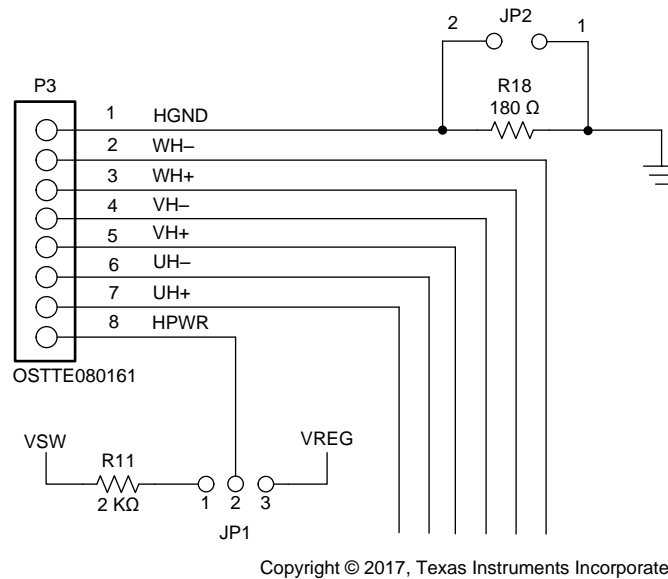 2 JP2 1
P3
R18
180 Ω
1 HGND
2 WH–
3 WH+
4 VH–
5 VH+
6 UH–
7 UH+
8 HPWR
OSTTE080161
VSW
VREG
R11
2 KΩ
1 2 3
JP1
Copyright © 2017, Texas Instruments Incorporate